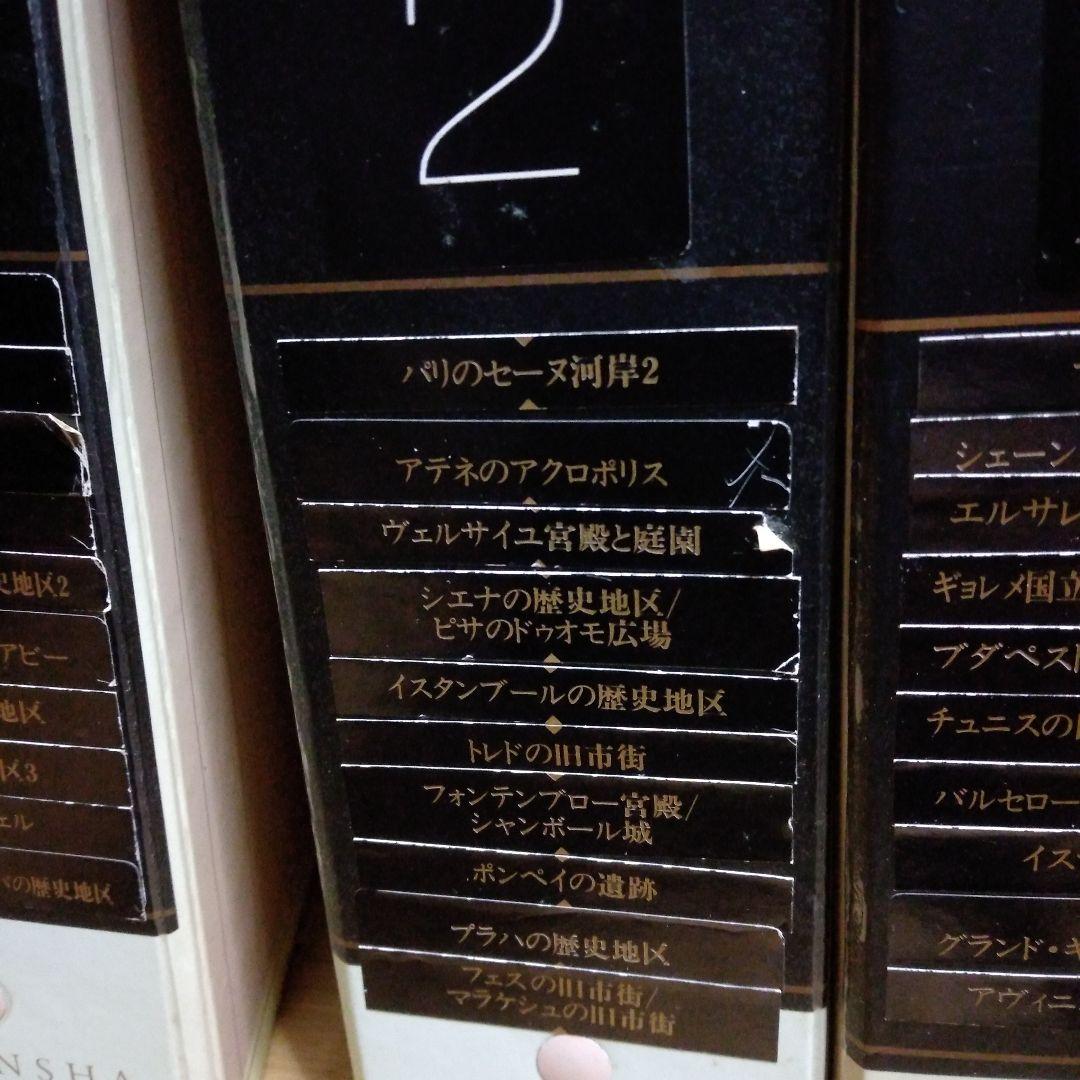 史地区2
アビー
地区
区3
ェル
の歴史地区
NSHA
2
パリのセーヌ河岸2
アテネのアクロポリス
ヴェルサイユ宮殿と庭園
シエナの歴史地区/
ピサのドゥオモ広場
イスタンブールの歴史地区
トレドの旧市街
フォンテンブロー宮殿/
シャンボール城
ポンペイの遺跡
プラハの歴史地区
フェスの旧市街/
マラケシュの旧市街
シェーン
エルサレ
ギョレメ国立
ブダペス
チュニスの
バルセロー
イス
グランド・
アヴィニ